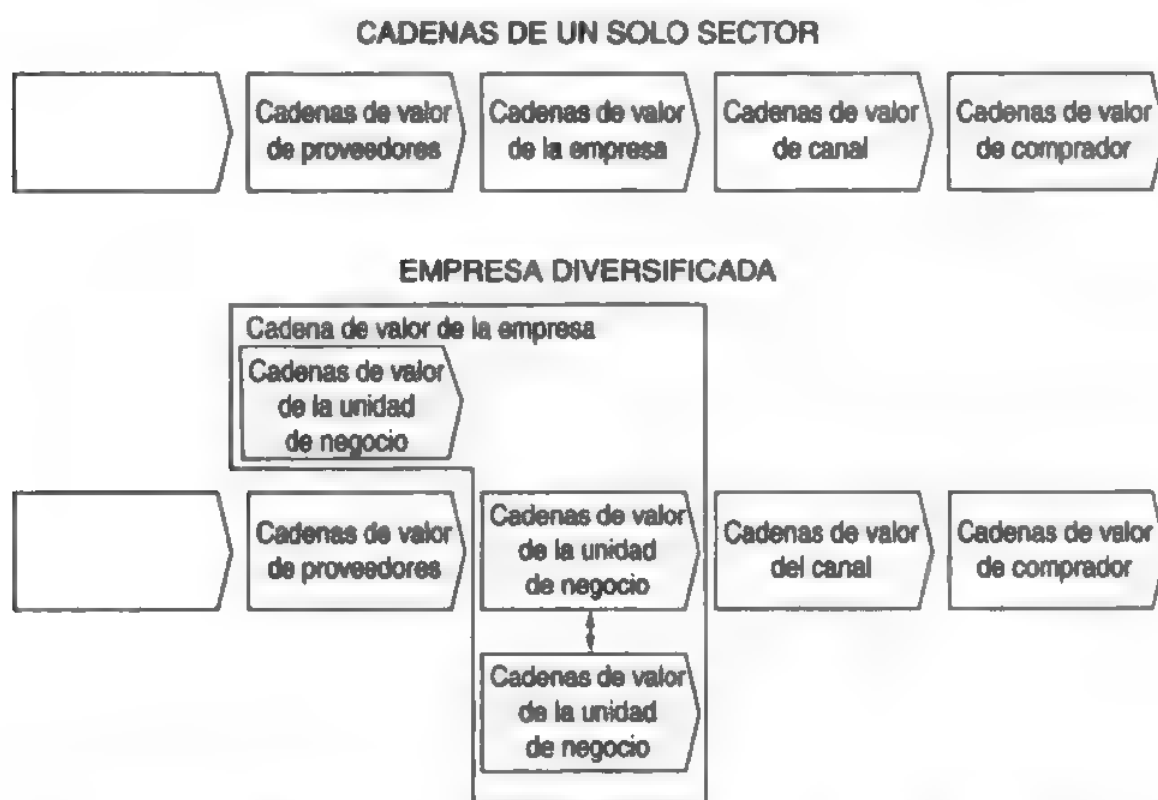 CADENAS DE UN SOLO SECTOR
Cadenas de valor
de proveedores
Cadenas de valor
de la empresa
Cadenas de valor
de canal
Cadenas de valor
de comprador
EMPRESA DIVERSIFICADA
Cadena de valor de la empresa
Cadenas de valor
de la unidad
de negocio
Cadenas de valor
de proveedores
Cadenas de valor
de la unidad
de negocio
Cadenas de valor
del canal
Cadenas de valor
de comprador
Cadenas de valor
de la unidad
de negocio